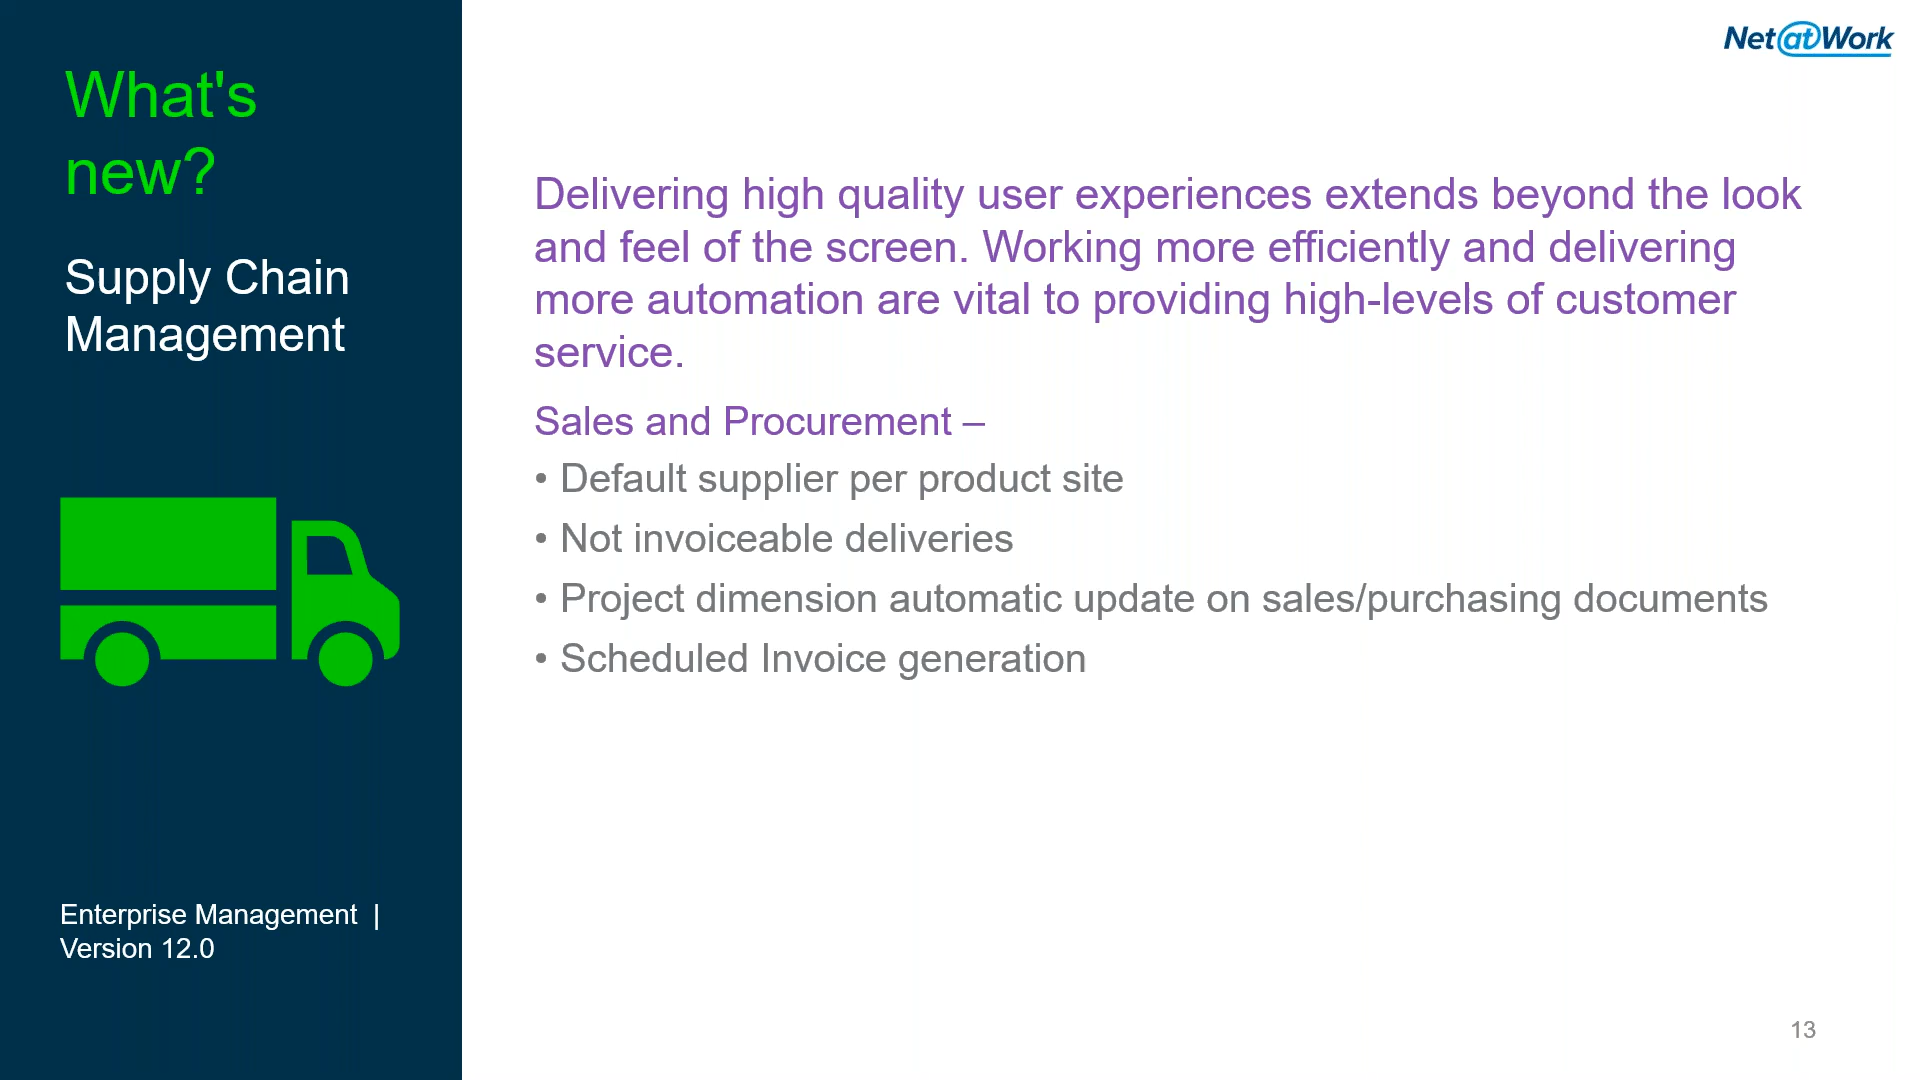 What's
new?
Supply Chain
Management
Enterprise Management |
Version 12.0
Net@Work
Delivering high quality user experiences extends beyond the look
and feel of the screen. Working more efficiently and delivering
more automation are vital to providing high-levels of customer
service.
Sales and Procurement –
• Default supplier per product site
• Not invoiceable deliveries
• Project dimension automatic update on sales/purchasing documents
• Scheduled Invoice generation
13